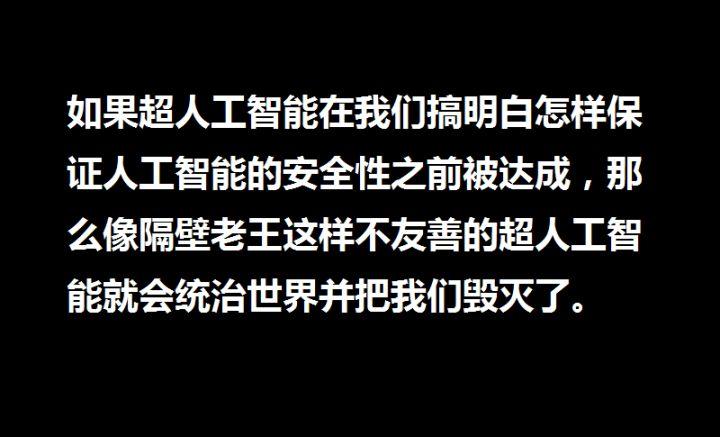 如果超人工智能在我们搞明白怎样保
证人工智能的安全性之前被达成，那
么像隔壁老王这样不友善的超人工智
能就会统治世界并把我们毁灭了。